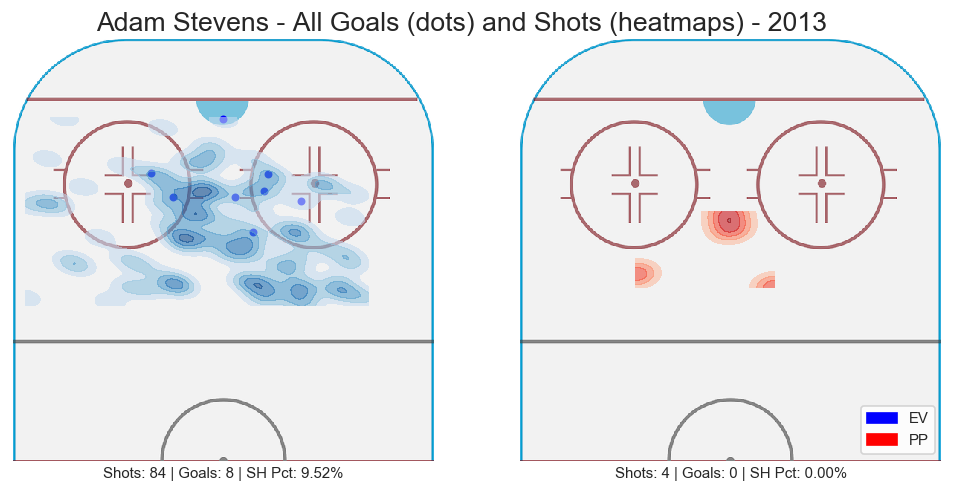 Adam Stevens - All Goals (dots) and Shots (heatmaps) - 2013
EV
PP
Shots: 84 | Goals: 8 | SH Pct: 9.52%
Shots: 4 | Goals: 0 | SH Pct: 0.00%